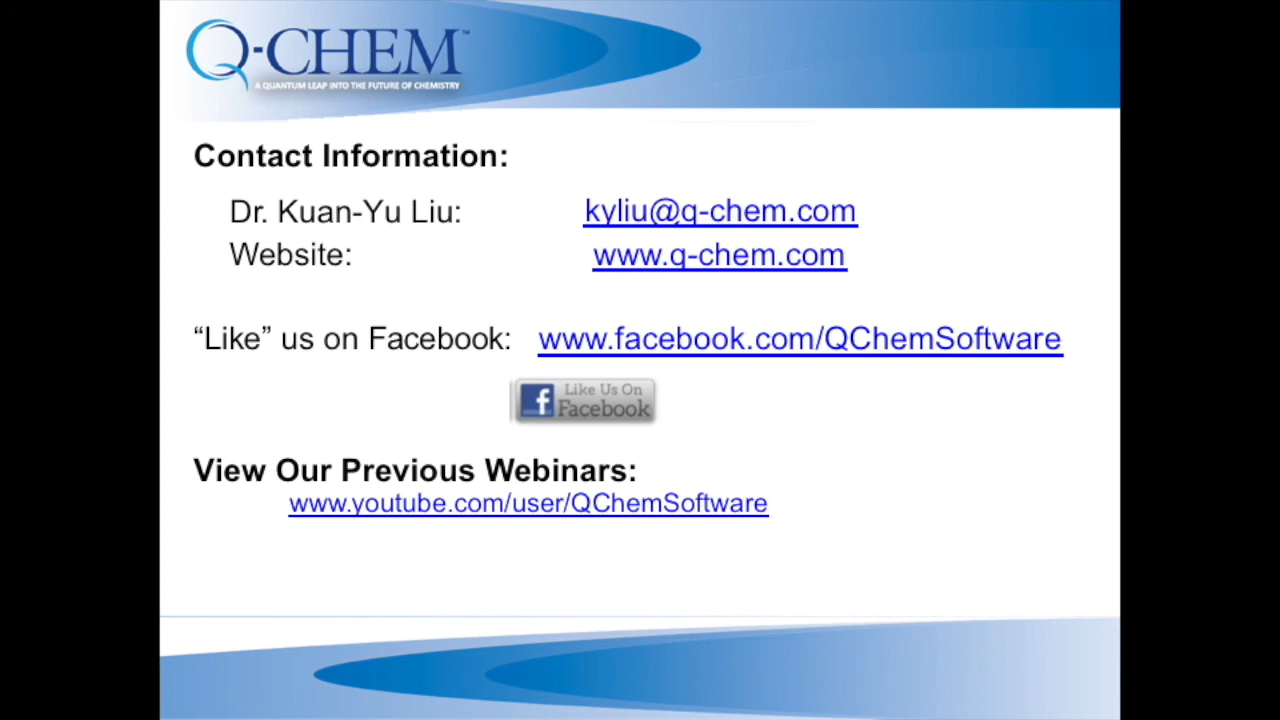 Q-CHEM™
A QUANTUM LEAP INTO THE FUTURE OF CHEMISTRY
Contact Information:
Dr. Kuan-Yu Liu: kyliu@q-chem.com
Website: www.q-chem.com
“Like” us on Facebook: www.facebook.com/QChemSoftware
f Like Us On
Facebook
View Our Previous Webinars:
www.youtube.com/user/QChemSoftware